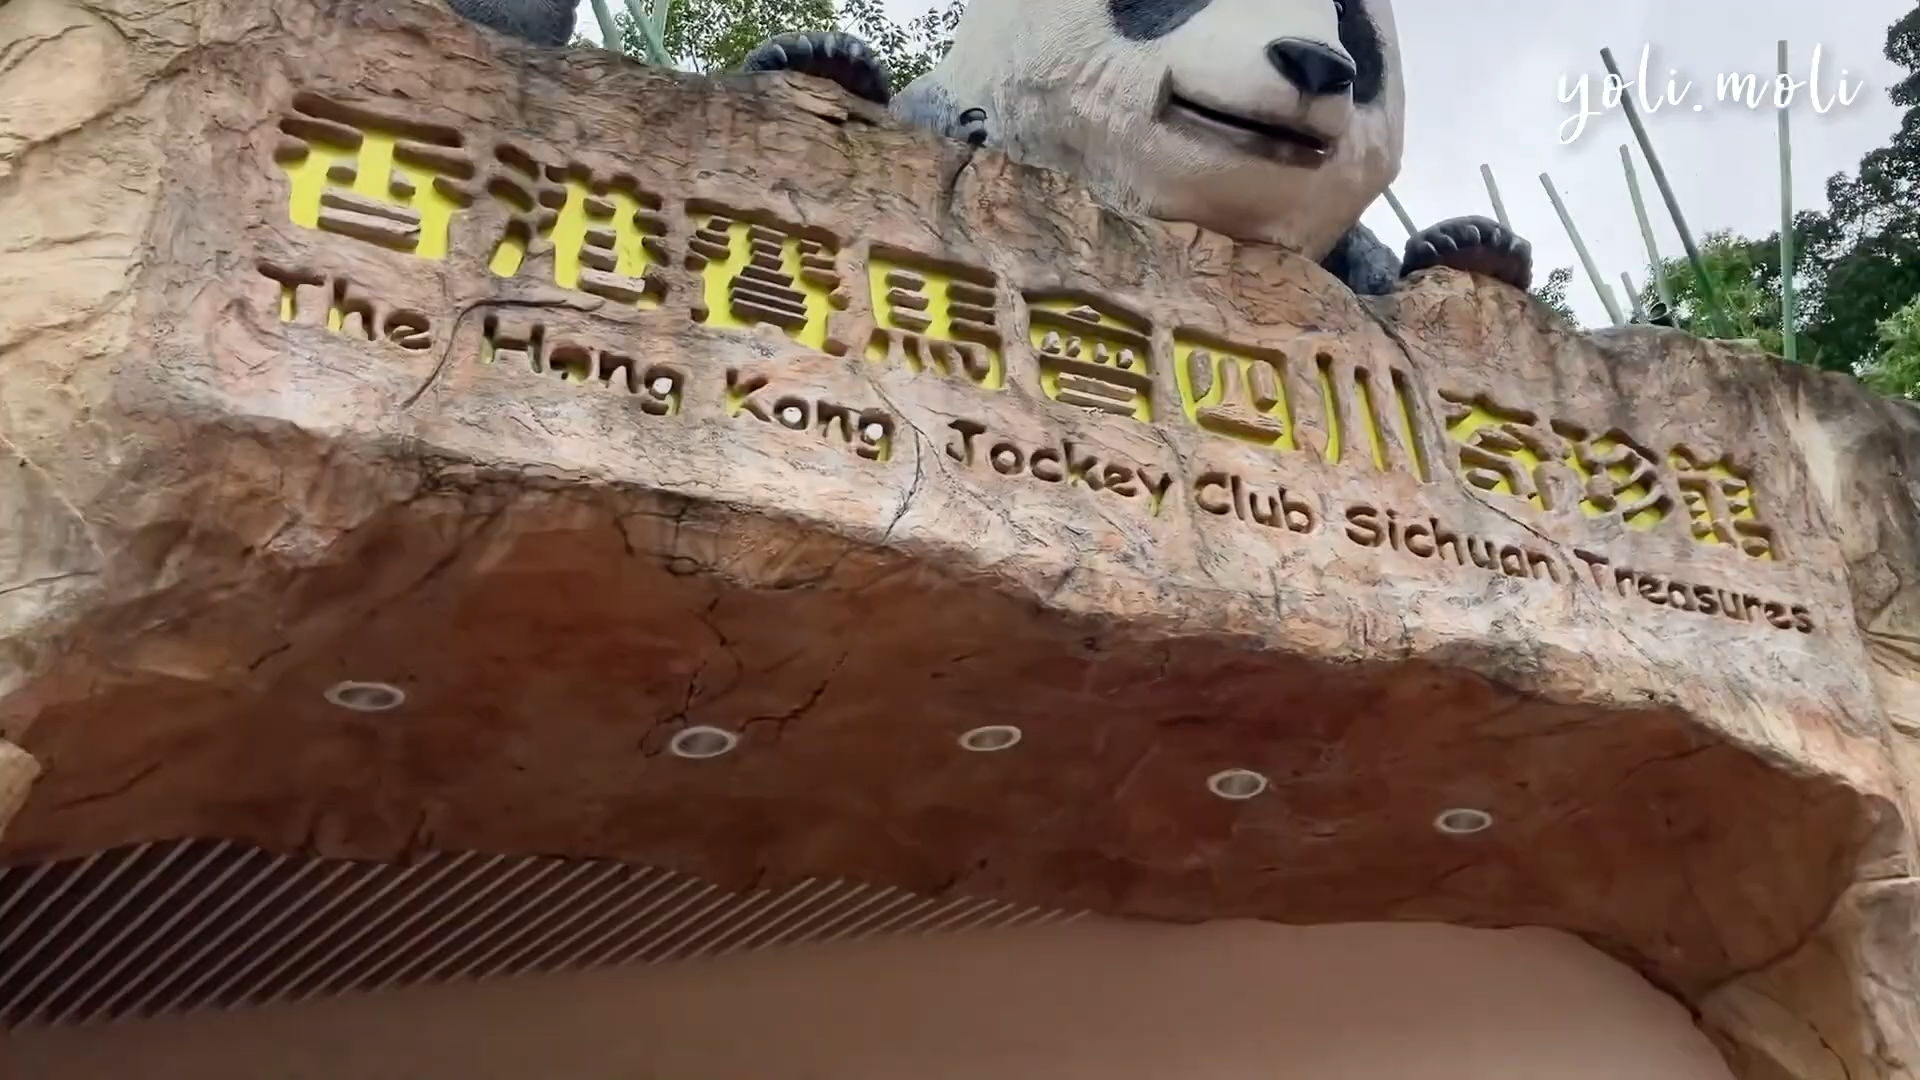 yoli.moli
香港賽馬會四川奇珍館
The Hong Kong Jockey Club Sichuan Treasures